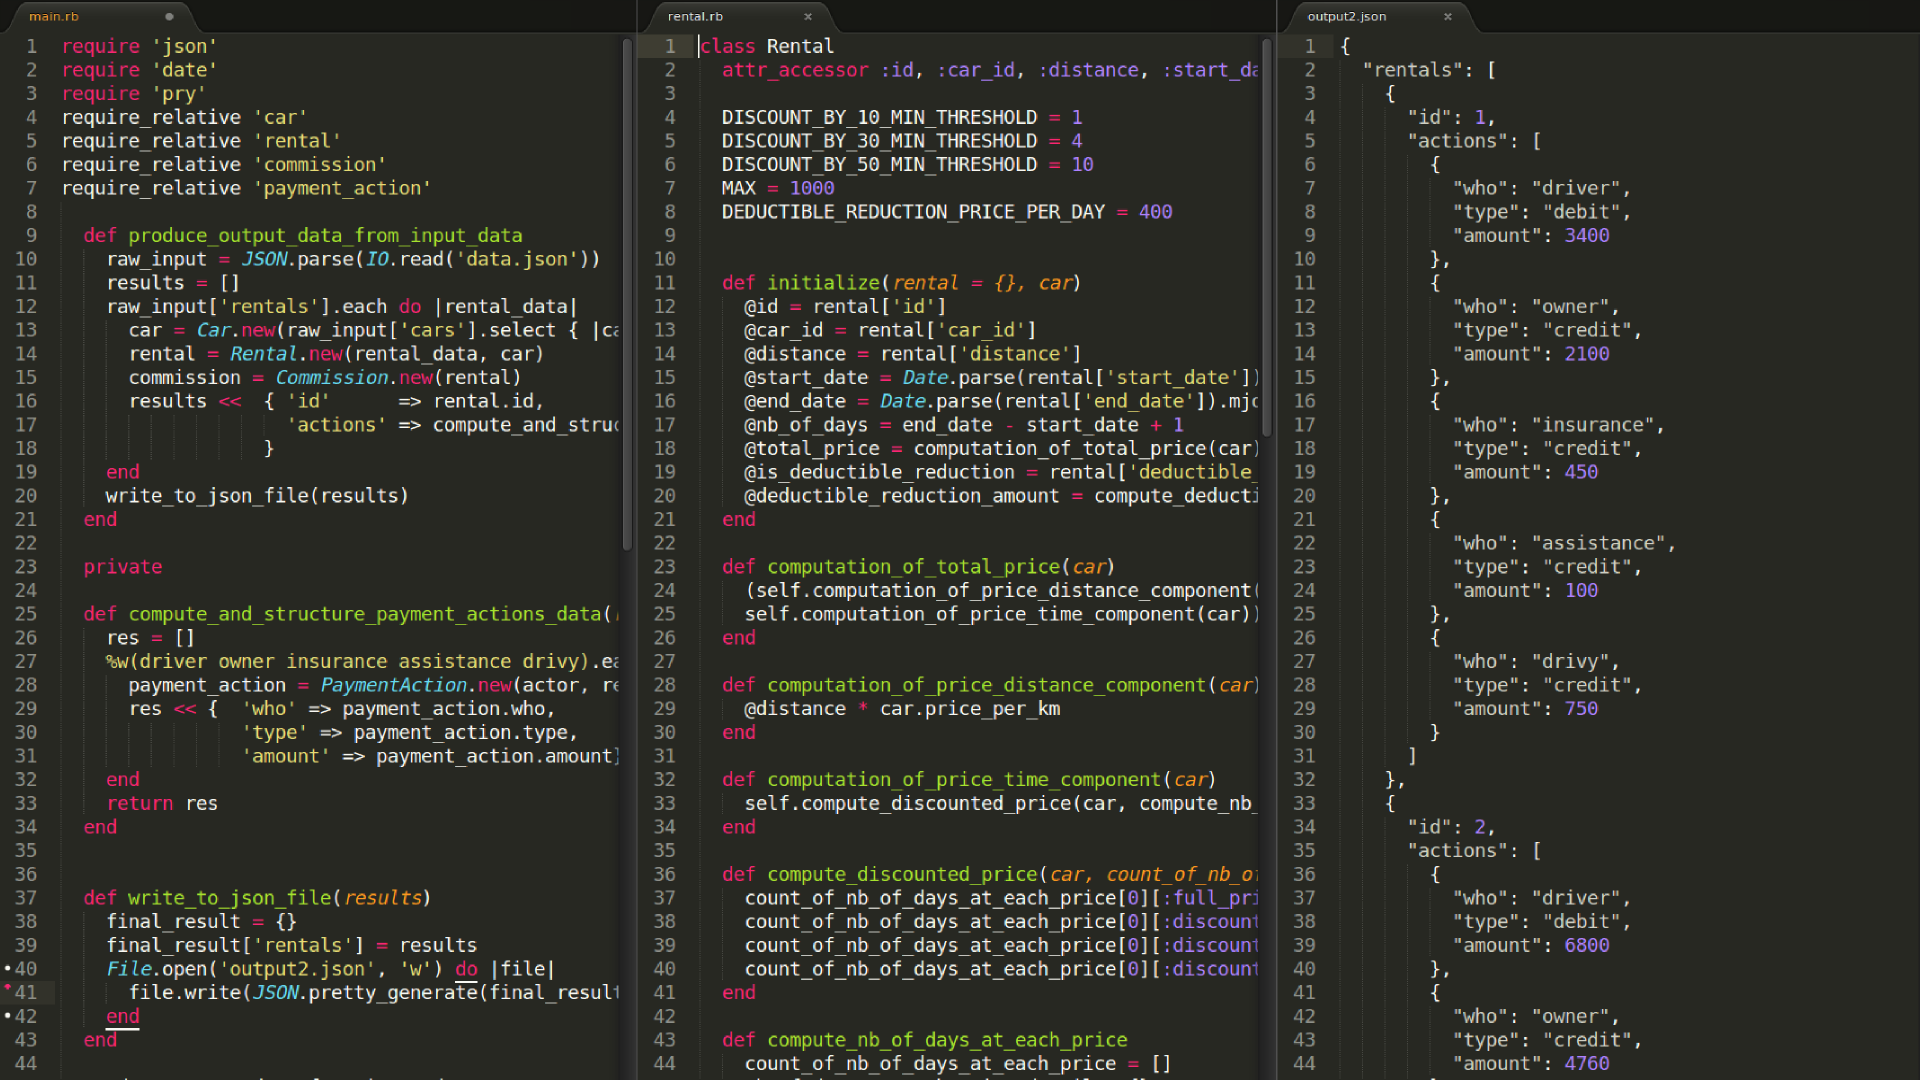 main.rb
1 require 'json'
2 require 'date'
3 require 'pry'
4 require_relative 'car'
5 require_relative 'rental'
6 require_relative 'commission'
7 require_relative 'payment_action'
8
9 def produce_output_data_from_input_data
10 raw_input = JSON.parse(IO.read('data.json'))
11 results = []
12 raw_input['rentals'].each do |rental_data|
13 car = Car.new(raw_input['cars'].select { |ca
14 rental = Rental.new(rental_data, car)
15 commission = Commission.new(rental)
16 results << { 'id' => rental.id,
17 'actions' => compute_and_struc
18 }
19 end
20 write_to_json_file(results)
21 end
22
23 private
24
25 def compute_and_structure_payment_actions_data(
26 res = []
27 %w(driver owner insurance assistance drivy).ea
28 payment_action = PaymentAction.new(actor, re
29 res << { 'who' => payment_action.who,
30 'type' => payment_action.type,
31 'amount' => payment_action.amount}
32 end
33 return res
34 end
35
36
37 def write_to_json_file(results)
38 final_result = {}
39 final_result['rentals'] = results
40 File.open('output2.json', 'w') do |file|
41 file.write(JSON.pretty_generate(final_result
42 end
43 end
44
rental.rb
1 class Rental
2 attr_accessor :id, :car_id, :distance, :start_da
3
4 DISCOUNT_BY_10_MIN_THRESHOLD = 1
5 DISCOUNT_BY_30_MIN_THRESHOLD = 4
6 DISCOUNT_BY_50_MIN_THRESHOLD = 10
7 MAX = 1000
8 DEDUCTIBLE_REDUCTION_PRICE_PER_DAY = 400
9
10
11 def initialize(rental = {}, car)
12 @id = rental['id']
13 @car_id = rental['car_id']
14 @distance = rental['distance']
15 @start_date = Date.parse(rental['start_date'])
16 @end_date = Date.parse(rental['end_date']).mjd
17 @nb_of_days = end_date - start_date + 1
18 @total_price = computation_of_total_price(car)
19 @is_deductible_reduction = rental['deductible_
20 @deductible_reduction_amount = compute_deducti
21 end
22
23 def computation_of_total_price(car)
24 (self.computation_of_price_distance_component(
25 self.computation_of_price_time_component(car))
26 end
27
28 def computation_of_price_distance_component(car)
29 @distance * car.price_per_km
30 end
31
32 def computation_of_price_time_component(car)
33 self.compute_discounted_price(car, compute_nb_
34 end
35
36 def compute_discounted_price(car, count_of_nb_of
37 count_of_nb_of_days_at_each_price[0][:full_pri
38 count_of_nb_of_days_at_each_price[0][:discount
39 count_of_nb_of_days_at_each_price[0][:discount
40 count_of_nb_of_days_at_each_price[0][:discount
41 end
42
43 def compute_nb_of_days_at_each_price
44 count_of_nb_of_days_at_each_price = []
output2.json
1 {
2 "rentals": [
3 {
4 "id": 1,
5 "actions": [
6 {
7 "who": "driver",
8 "type": "debit",
9 "amount": 3400
10 },
11 {
12 "who": "owner",
13 "type": "credit",
14 "amount": 2100
15 },
16 {
17 "who": "insurance",
18 "type": "credit",
19 "amount": 450
20 },
21 {
22 "who": "assistance",
23 "type": "credit",
24 "amount": 100
25 },
26 {
27 "who": "drivy",
28 "type": "credit",
29 "amount": 750
30 }
31 ]
32 },
33 {
34 "id": 2,
35 "actions": [
36 {
37 "who": "driver",
38 "type": "debit",
39 "amount": 6800
40 },
41 {
42 "who": "owner",
43 "type": "credit",
44 "amount": 4760